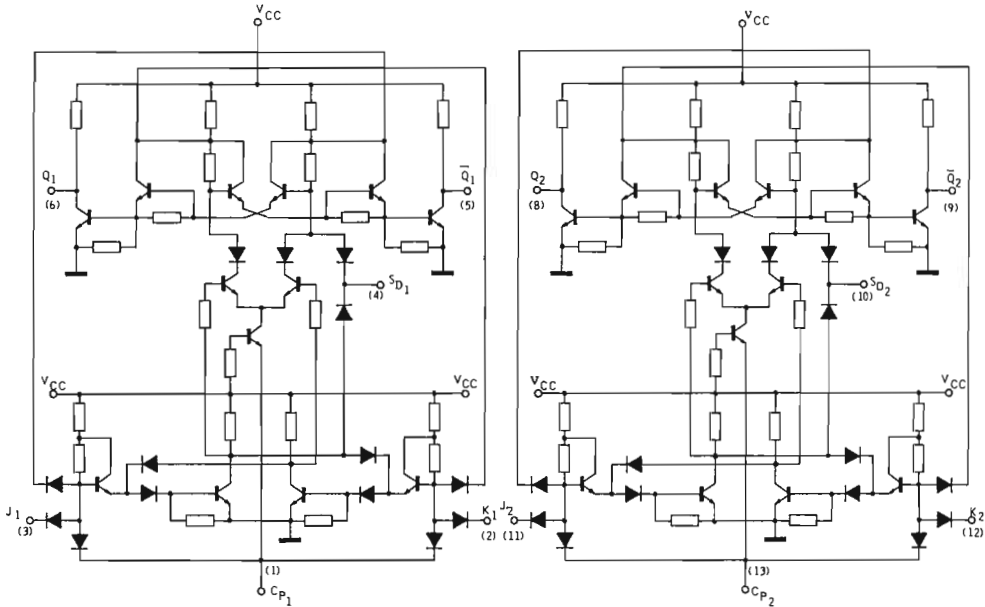 VCC
VCC
Q1
(6)
Q̅1
(5)
Q2
(8)
Q̅2
(9)
SD1
(4)
SD2
(10)
VCC
VCC
VCC
VCC
J1
(3)
K1
(2)
J2
(11)
K2
(12)
(1)
CP1
(13)
CP2